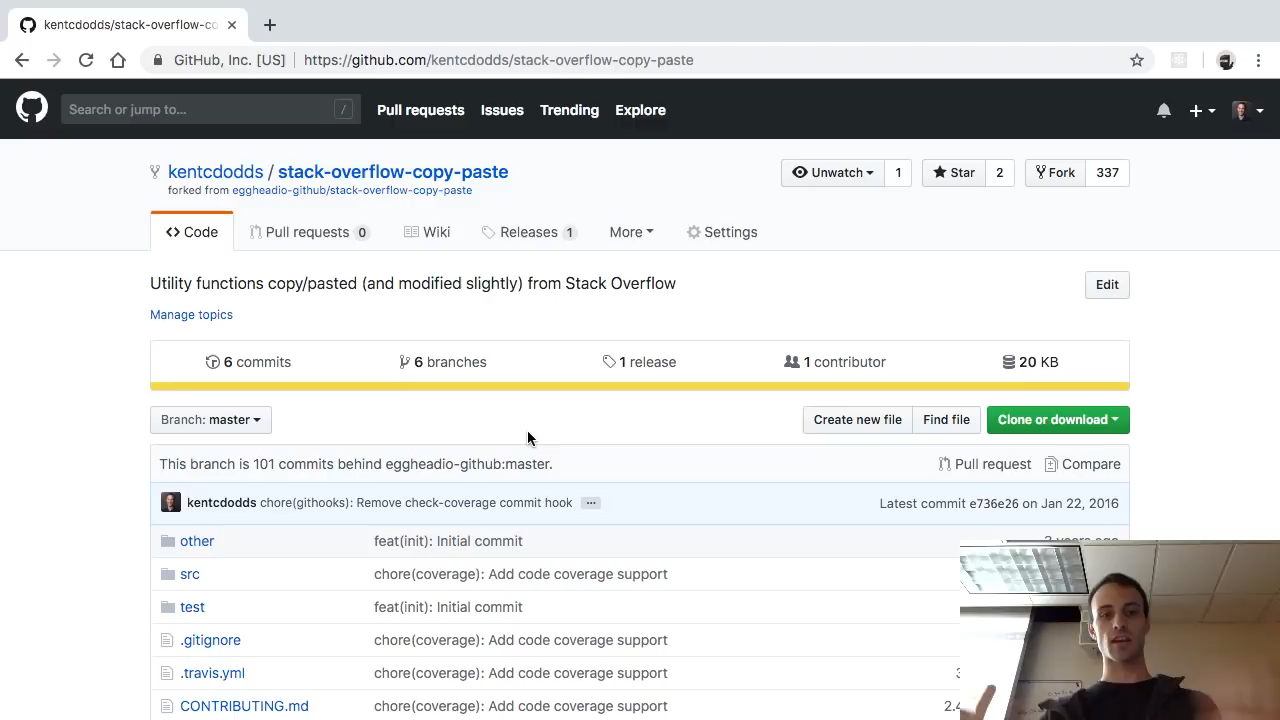 kentcdodds/stack-overflow-co
GitHub, Inc. [US] https://github.com/kentcdodds/stack-overflow-copy-paste
Search or jump to... / Pull requests Issues Trending Explore
kentcdodds / stack-overflow-copy-paste Unwatch 1 Star 2 Fork 337
forked from eggheadio-github/stack-overflow-copy-paste
Code Pull requests 0 Wiki Releases 1 More Settings
Utility functions copy/pasted (and modified slightly) from Stack Overflow Edit
Manage topics
6 commits 6 branches 1 release 1 contributor 20 KB
Branch: master Create new file Find file Clone or download
This branch is 101 commits behind eggheadio-github:master. Pull request Compare
kentcdodds chore(githooks): Remove check-coverage commit hook ... Latest commit e736e26 on Jan 22, 2016
other feat(init): Initial commit
src chore(coverage): Add code coverage support
test feat(init): Initial commit
.gitignore chore(coverage): Add code coverage support
.travis.yml chore(coverage): Add code coverage support
CONTRIBUTING.md chore(coverage): Add code coverage support